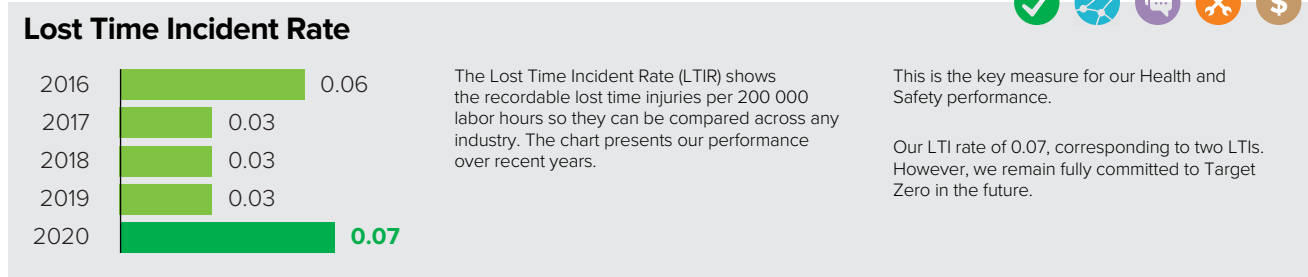 Lost Time Incident Rate
2016 0.06
2017 0.03
2018 0.03
2019 0.03
2020 0.07
The Lost Time Incident Rate (LTIR) shows
the recordable lost time injuries per 200 000
labor hours so they can be compared across any
industry. The chart presents our performance
over recent years.
This is the key measure for our Health and
Safety performance.
Our LTI rate of 0.07, corresponding to two LTIs.
However, we remain fully committed to Target
Zero in the future.
$